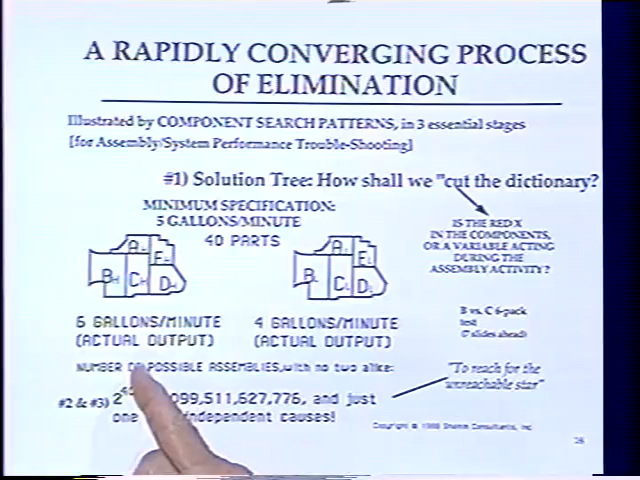 A RAPIDLY CONVERGING PROCESS
OF ELIMINATION
Illustrated by COMPONENT SEARCH PATTERNS, in 3 essential stages
[for Assembly/System Performance Trouble-Shooting]
#1) Solution Tree: How shall we "cut the dictionary?
MINIMUM SPECIFICATION:
5 GALLONS/MINUTE
40 PARTS
IS THE RED X
IN THE COMPONENTS,
OR A VARIABLE ACTING
DURING THE
ASSEMBLY ACTIVITY?
A H
E H
B H
C H
D H
A L
E L
B L
C L
D L
6 GALLONS/MINUTE
(ACTUAL OUTPUT)
4 GALLONS/MINUTE
(ACTUAL OUTPUT)
B vs. C 6-pack
test
slides ahead)
NUMBER OF POSSIBLE ASSEMBLIES, with no two alike:
"To reach for the
unreachable star"
#2 & #3) 2 099,511,627,776, and just
one independent causes!
Copyright © 1988 Shainin Consultants, Inc.